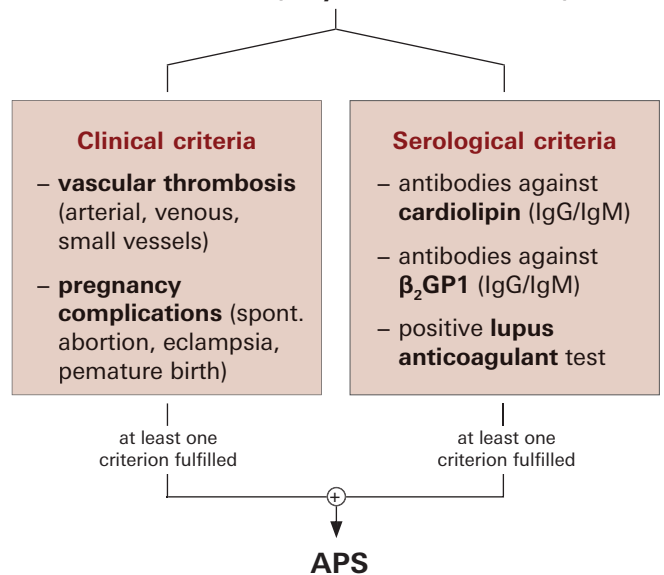 Clinical criteria
– vascular thrombosis
(arterial, venous,
small vessels)
– pregnancy
complications (spont.
abortion, eclampsia,
pemature birth)
Serological criteria
– antibodies against
cardiolipin (IgG/IgM)
– antibodies against
β₂GP1 (IgG/IgM)
– positive lupus
anticoagulant test
at least one
criterion fulfilled
at least one
criterion fulfilled
+
APS